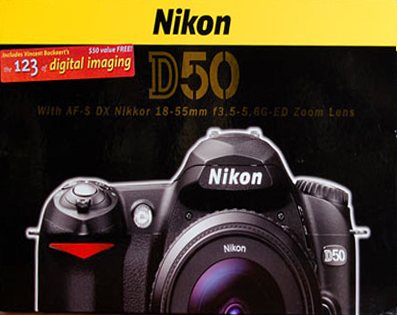 Nikon
Includes Vincent Bockaert's $50 value FREE!
the 123 of digital imaging
D50
With AF-S DX Nikkor 18-55mm f3.5-5.6G-ED Zoom Lens
Nikon
D50
Nikon